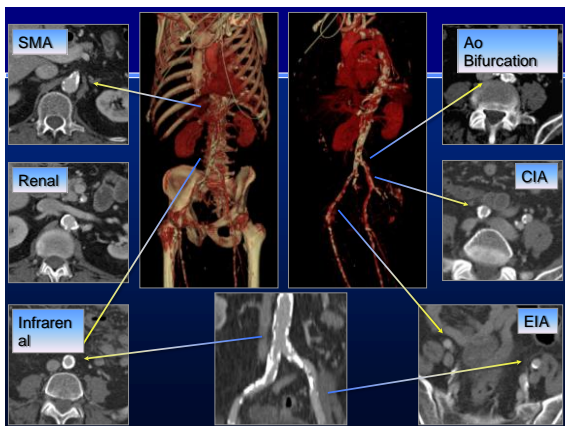 SMA
Ao
Bifurcation
Renal
CIA
Infraren
al
EIA